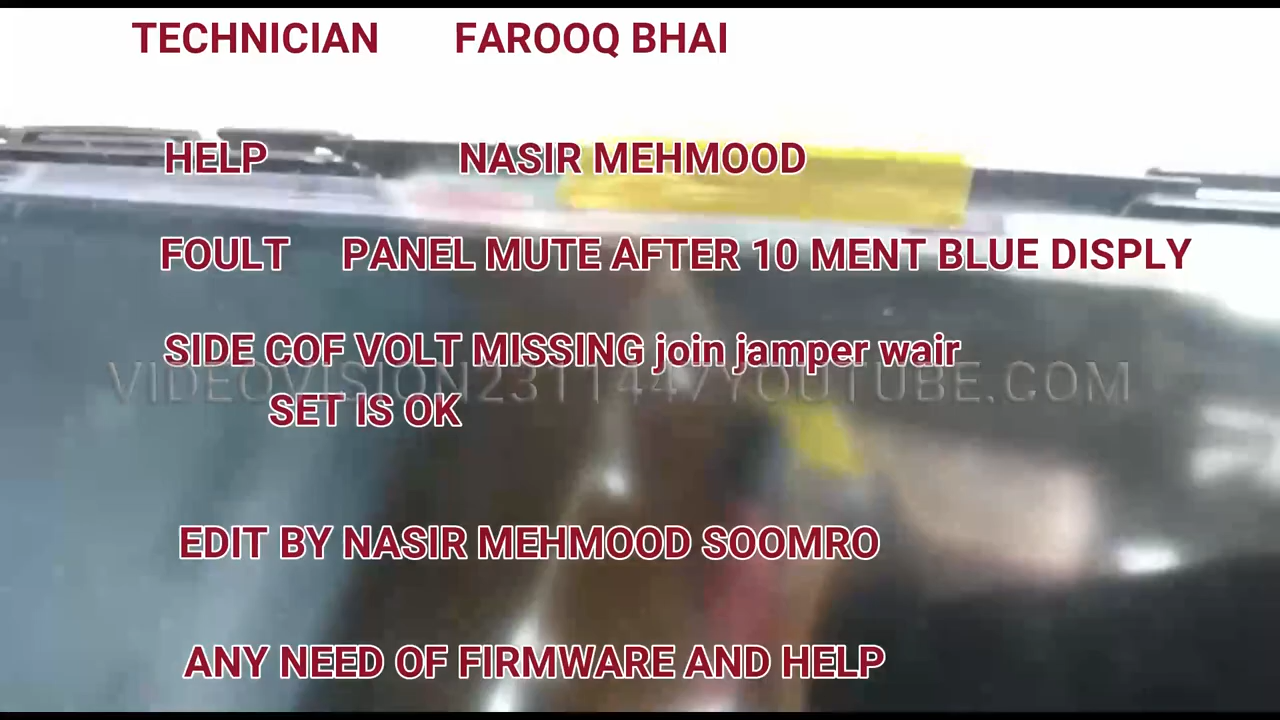 TECHNICIAN FAROOQ BHAI
HELP NASIR MEHMOOD
FOULT PANEL MUTE AFTER 10 MENT BLUE DISPLY
SIDE COF VOLT MISSING join jamper wair
VIDEOVISION231144/YOUTUBE.COM
SET IS OK
EDIT BY NASIR MEHMOOD SOOMRO
ANY NEED OF FIRMWARE AND HELP